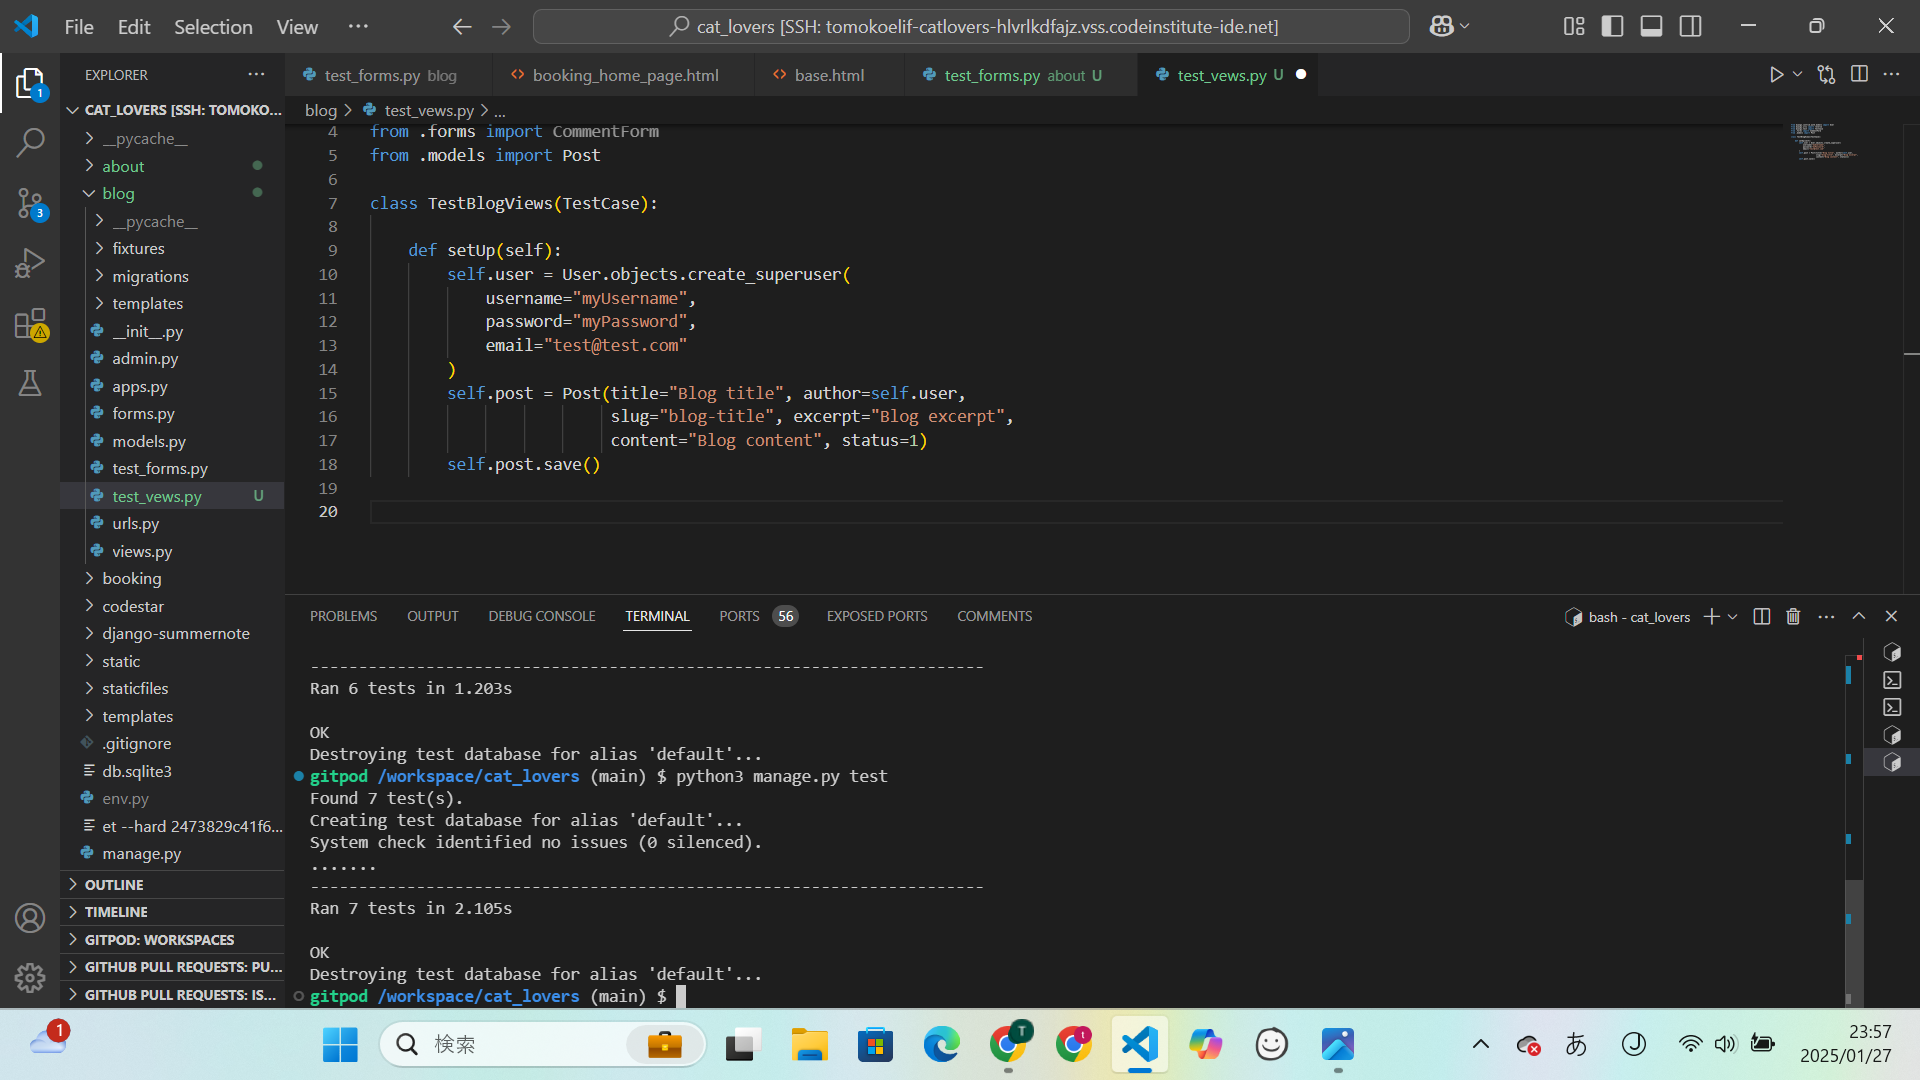 File Edit Selection View ··· cat_lovers [SSH: tomokoelif-catlovers-hlvrlkdfajz.vss.codeinstitute-ide.net]
EXPLORER ···
test_forms.py blog
booking_home_page.html
base.html
test_forms.py about U
test_vews.py U
blog > test_vews.py > ...
CAT_LOVERS [SSH: TOMOKO...
__pycache__
about
blog
__pycache__
fixtures
migrations
templates
__init__.py
admin.py
apps.py
forms.py
models.py
test_forms.py
test_vews.py U
urls.py
views.py
booking
codestar
django-summernote
static
staticfiles
templates
.gitignore
db.sqlite3
env.py
et --hard 2473829c41f6...
manage.py
OUTLINE
TIMELINE
GITPOD: WORKSPACES
GITHUB PULL REQUESTS: PU...
GITHUB PULL REQUESTS: IS...
1
3
4 from .forms import CommentForm
5 from .models import Post
6
7 class TestBlogViews(TestCase):
8
9 def setUp(self):
10 self.user = User.objects.create_superuser(
11 username="myUsername",
12 password="myPassword",
13 email="test@test.com"
14 )
15 self.post = Post(title="Blog title", author=self.user,
16 slug="blog-title", excerpt="Blog excerpt",
17 content="Blog content", status=1)
18 self.post.save()
19
20
PROBLEMS OUTPUT DEBUG CONSOLE TERMINAL PORTS 56 EXPOSED PORTS COMMENTS
bash - cat_lovers
----------------------------------------------------------------------
Ran 6 tests in 1.203s
OK
Destroying test database for alias 'default'...
gitpod /workspace/cat_lovers (main) $ python3 manage.py test
Found 7 test(s).
Creating test database for alias 'default'...
System check identified no issues (0 silenced).
.......
----------------------------------------------------------------------
Ran 7 tests in 2.105s
OK
Destroying test database for alias 'default'...
gitpod /workspace/cat_lovers (main) $
1
検索
T
t
あ
J
23:57
2025/01/27